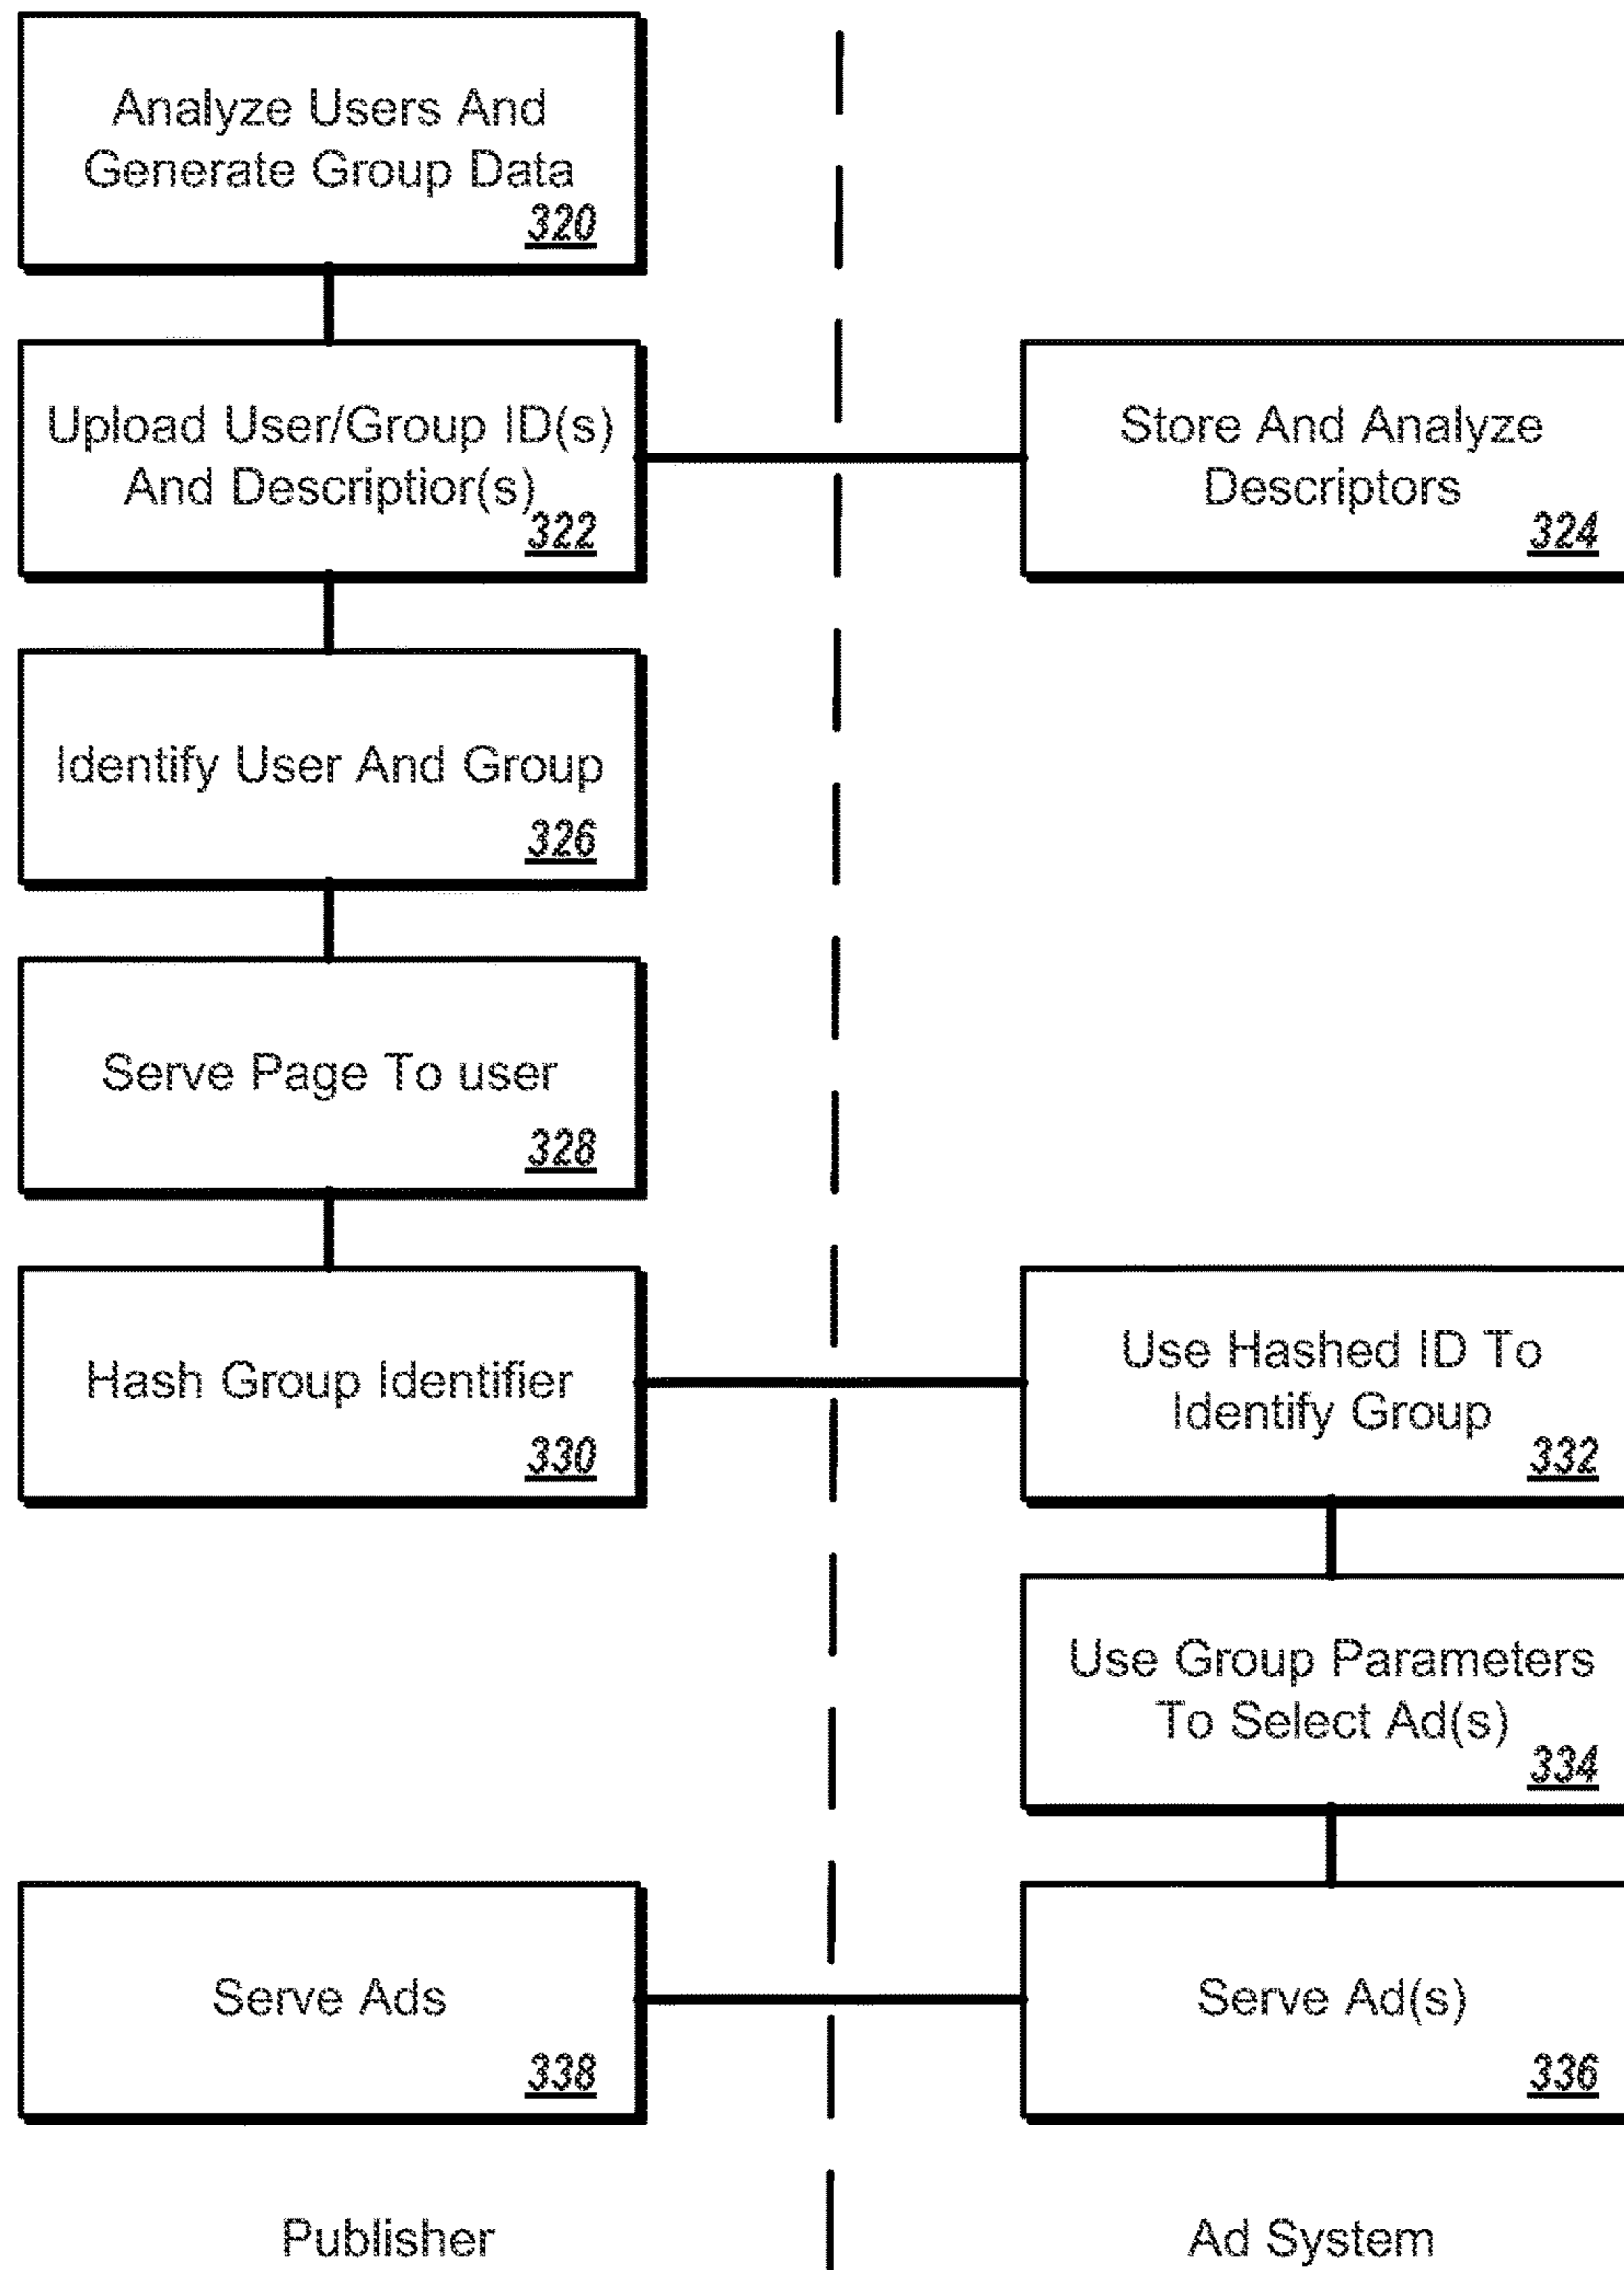 Analyze Users And
Generate Group Data
320
Upload User/Group ID(s)
And Descriptior(s)
322
Store And Analyze
Descriptors
324
Identify User And Group
326
Serve Page To user
328
Hash Group Identifier
330
Use Hashed ID To
Identify Group
332
Use Group Parameters
To Select Ad(s)
334
Serve Ads
338
Serve Ad(s)
336
Publisher
Ad System